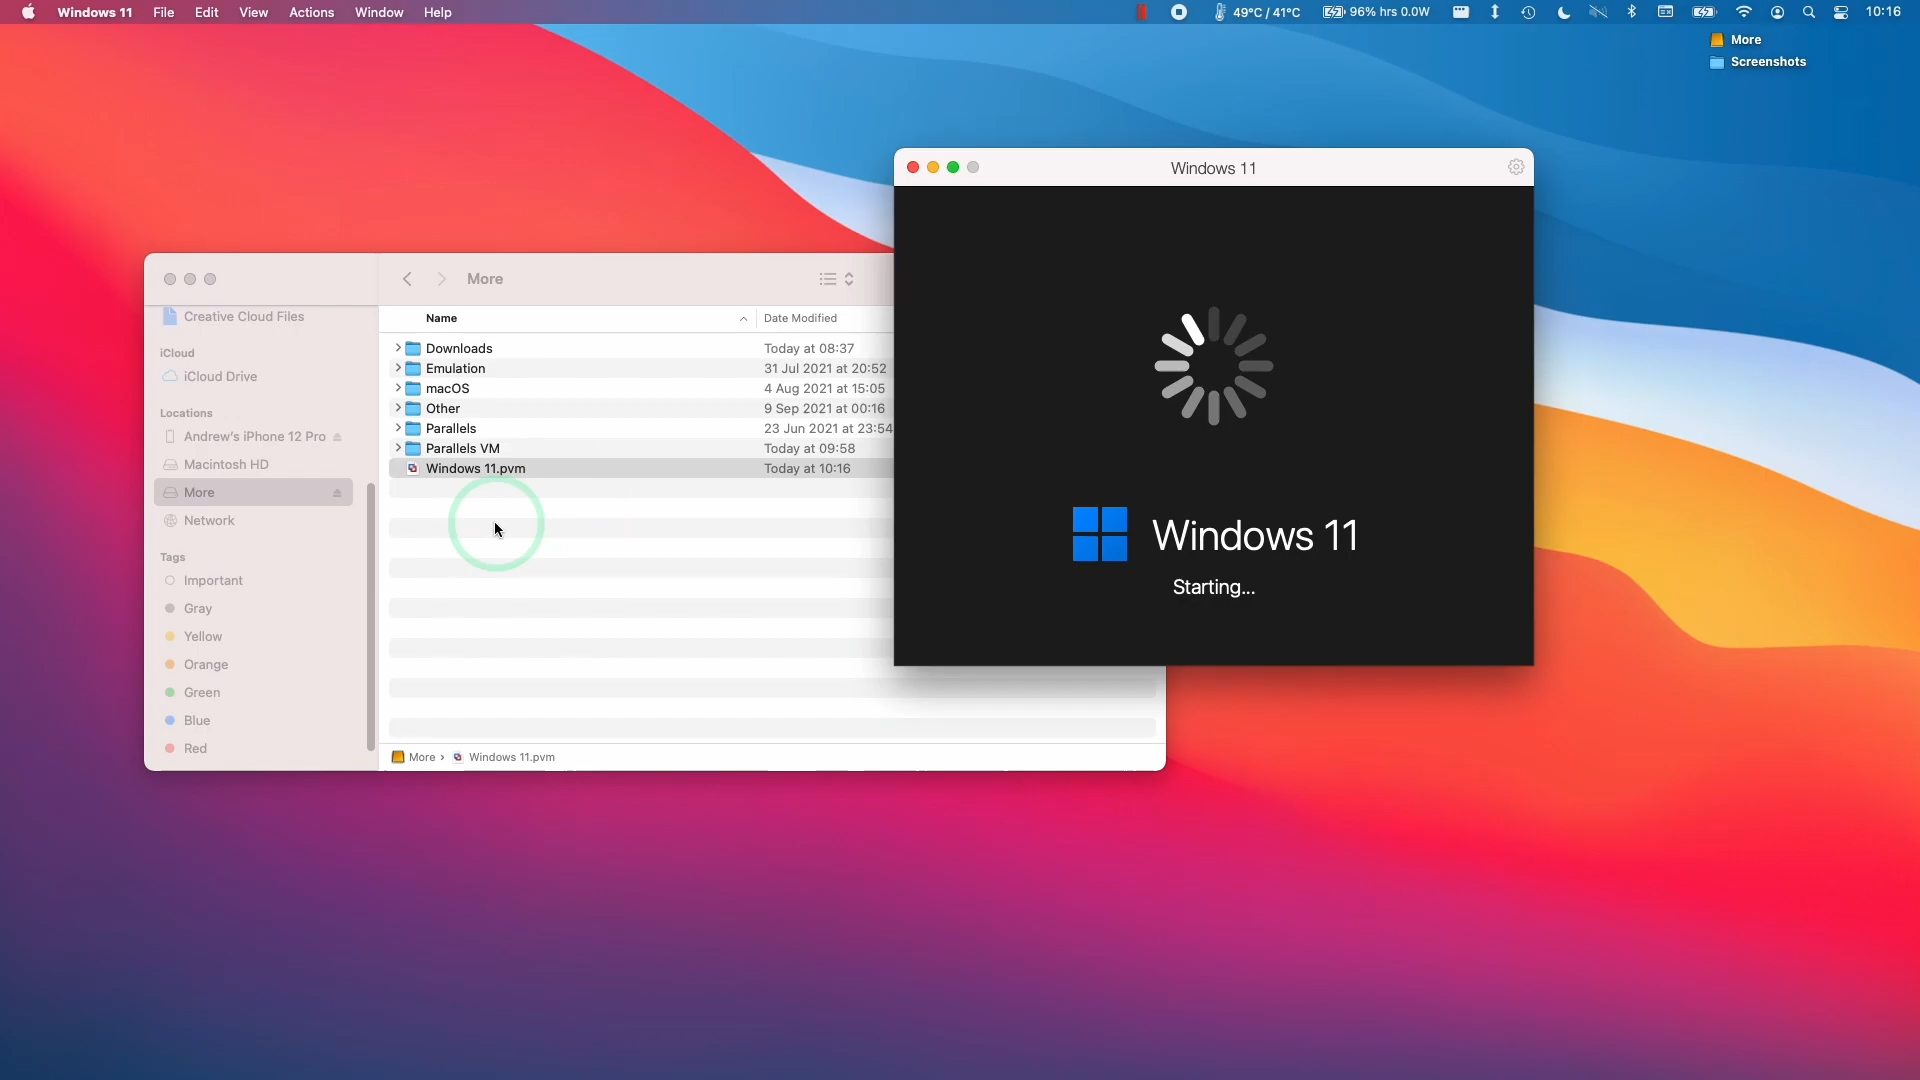 Windows 11 File Edit View Actions Window Help
49°C / 41°C 96% hrs 0.0W 10:16
More
Screenshots
Windows 11
Windows 11
Starting...
More
Creative Cloud Files
iCloud
iCloud Drive
Locations
Andrew's iPhone 12 Pro
Macintosh HD
More
Network
Tags
Important
Gray
Yellow
Orange
Green
Blue
Red
Name Date Modified
Downloads Today at 08:37
Emulation 31 Jul 2021 at 20:52
macOS 4 Aug 2021 at 15:05
Other 9 Sep 2021 at 00:16
Parallels 23 Jun 2021 at 23:54
Parallels VM Today at 09:58
Windows 11.pvm Today at 10:16
More › Windows 11.pvm